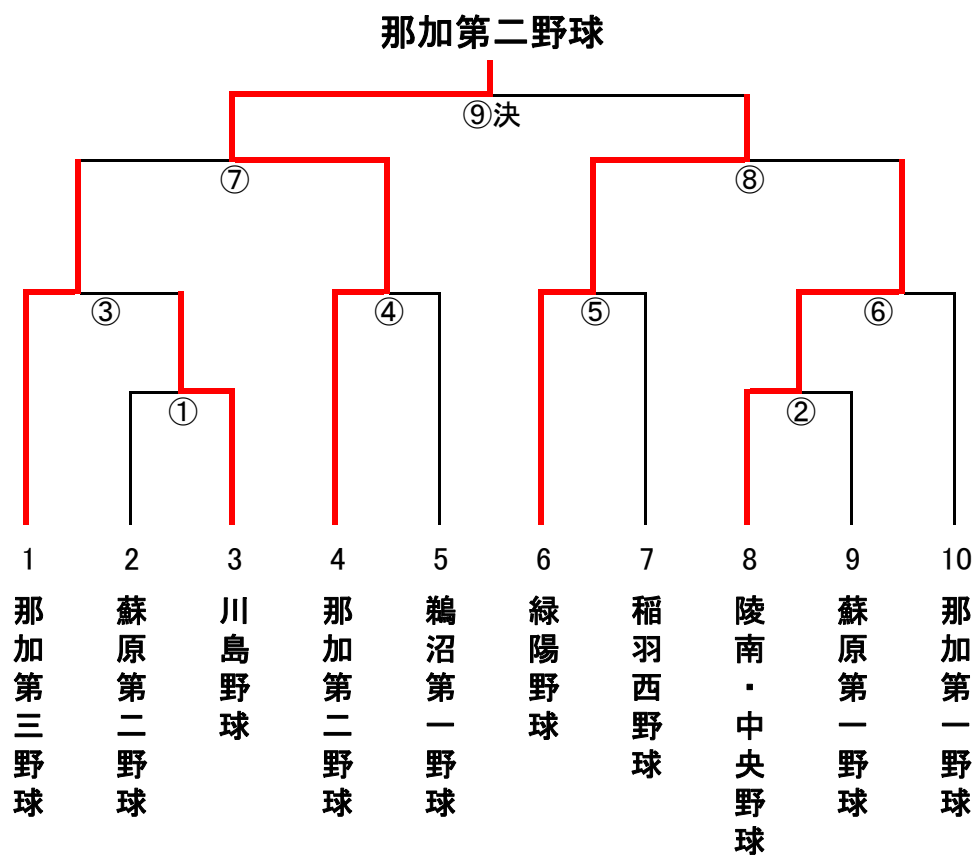 那加第二野球
⑨決
⑦
⑧
③
④
⑤
⑥
①
②
1
2
3
4
5
6
7
8
9
10
那加第三野球
蘇原第二野球
川島野球
那加第二野球
鵜沼第一野球
緑陽野球
稲羽西野球
陵南・中央野球
蘇原第一野球
那加第一野球